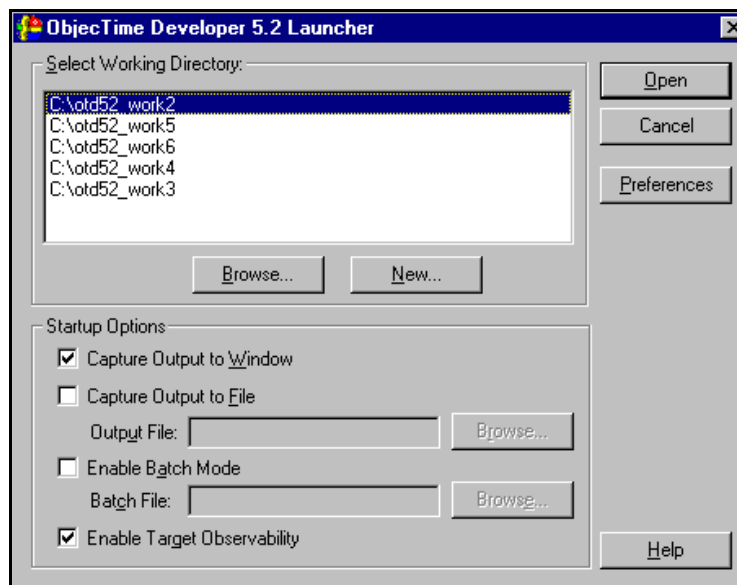 ObjecTime Developer 5.2 Launcher
Select Working Directory:
C:\otd52_work2
C:\otd52_work5
C:\otd52_work6
C:\otd52_work4
C:\otd52_work3
Browse...
New...
Open
Cancel
Preferences
Startup Options
Capture Output to Window
Capture Output to File
Output File:
Browse...
Enable Batch Mode
Batch File:
Browse...
Enable Target Observability
Help